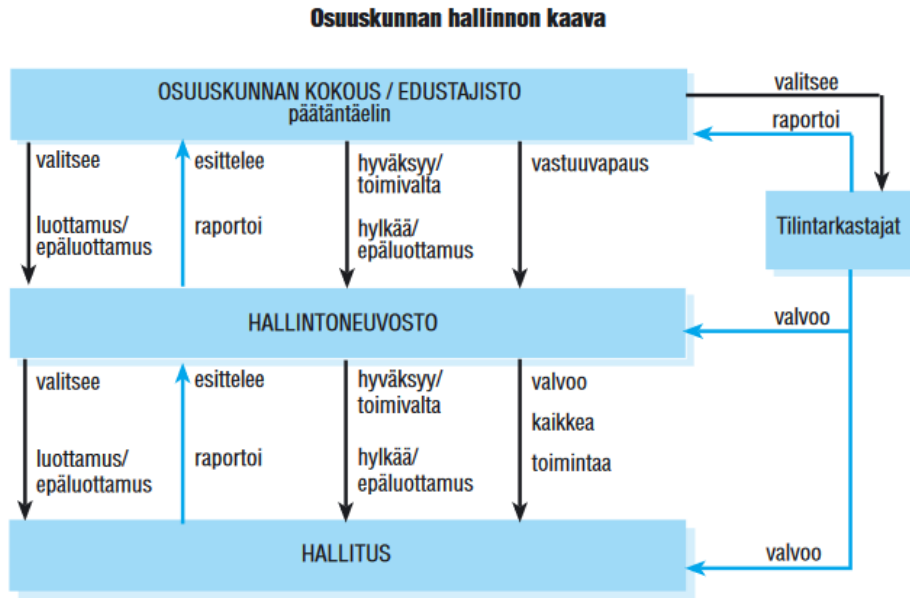 Osuuskunnan hallinnon kaava
OSUUSKUNNAN KOKOUS / EDUSTAJISTO
päätäntäelin
valitsee
raportoi
valitsee
luottamus/
epäluottamus
esittelee
raportoi
hyväksyy/
toimivalta
hylkää/
epäluottamus
vastuuvapaus
Tilintarkastajat
HALLINTONEUVOSTO
valvoo
valitsee
luottamus/
epäluottamus
esittelee
raportoi
hyväksyy/
toimivalta
hylkää/
epäluottamus
valvoo
kaikkea
toimintaa
HALLITUS
valvoo